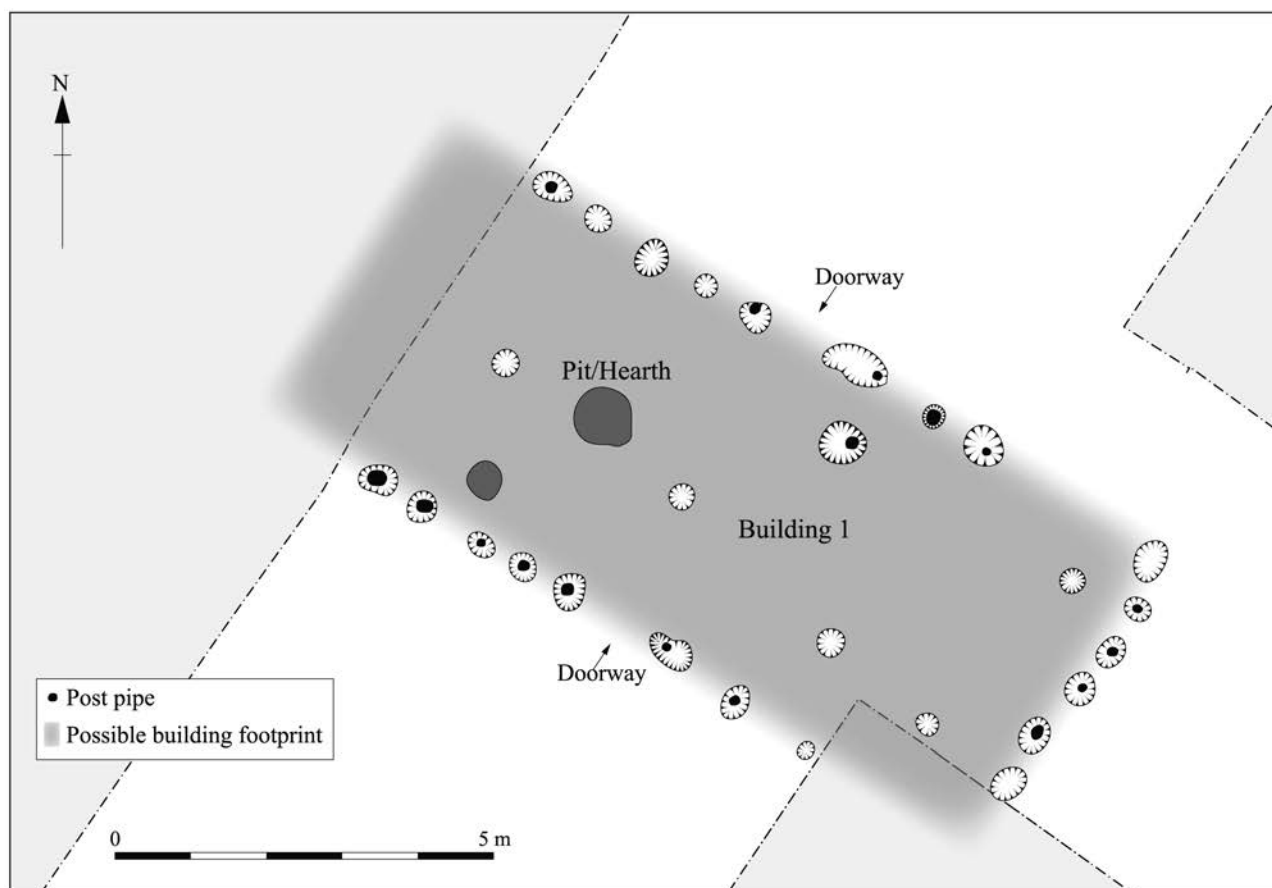 N
Doorway
Pit/Hearth
Building 1
Doorway
Post pipe
Possible building footprint
0 5 m